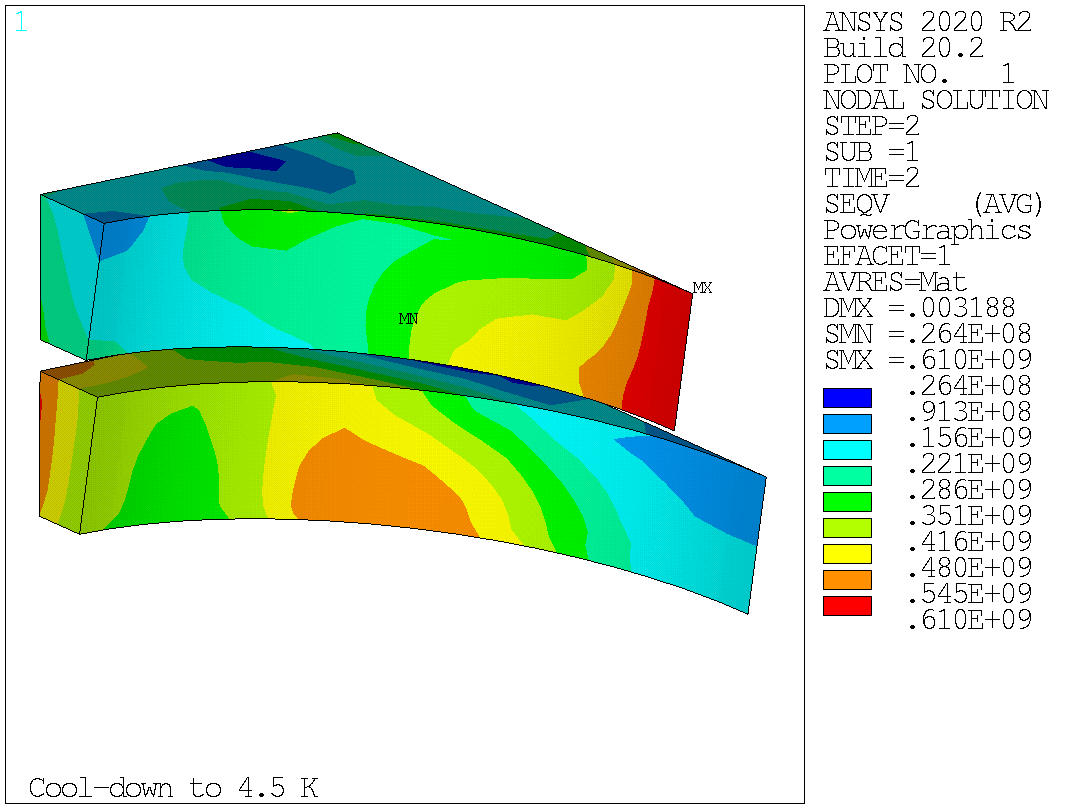 1
ANSYS 2020 R2
Build 20.2
PLOT NO. 1
NODAL SOLUTION
STEP=2
SUB =1
TIME=2
SEQV (AVG)
PowerGraphics
EFACET=1
AVRES=Mat
DMX =.003188
SMN =.264E+08
SMX =.610E+09
.264E+08
.913E+08
.156E+09
.221E+09
.286E+09
.351E+09
.416E+09
.480E+09
.545E+09
.610E+09
MX
MN
Cool-down to 4.5 K